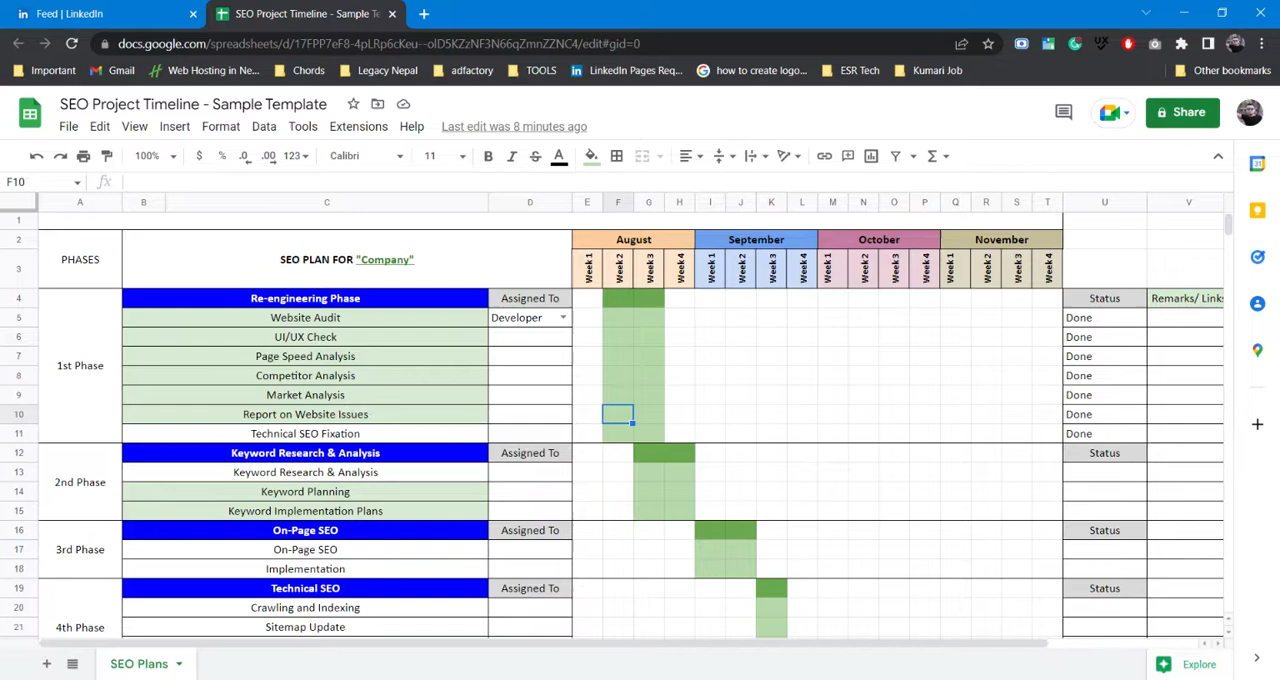 Feed | LinkedIn
SEO Project Timeline - Sample Te
docs.google.com/spreadsheets/d/17FPP7eF8-4pLRp6cKeu--olD5KZzNF3N66qZmnZZNC4/edit#gid=0
Important Gmail Web Hosting in Ne... Chords Legacy Nepal adfactory TOOLS LinkedIn Pages Req... how to create logo... ESR Tech Kumari Job Other bookmarks
SEO Project Timeline - Sample Template
File Edit View Insert Format Data Tools Extensions Help Last edit was 8 minutes ago
Share
100% $ % .0 .00 123 Calibri 11 B I S A
F10 fx
A B C D E F G H I J K L M N O P Q R S T U V
1
2 August September October November
PHASES SEO PLAN FOR "Company"
3 Week 1 Week 2 Week 3 Week 4 Week 1 Week 2 Week 3 Week 4 Week 1 Week 2 Week 3 Week 4 Week 1 Week 2 Week 3 Week 4
4 Re-engineering Phase Assigned To Status Remarks/ Links
5 Website Audit Developer Done
6 UI/UX Check Done
7 Page Speed Analysis Done
1st Phase
8 Competitor Analysis Done
9 Market Analysis Done
10 Report on Website Issues Done
11 Technical SEO Fixation Done
12 Keyword Research & Analysis Assigned To Status
13 Keyword Research & Analysis
2nd Phase
14 Keyword Planning
15 Keyword Implementation Plans
16 On-Page SEO Assigned To Status
17 3rd Phase On-Page SEO
18 Implementation
19 Technical SEO Assigned To Status
20 Crawling and Indexing
21 4th Phase Sitemap Update
SEO Plans
Explore